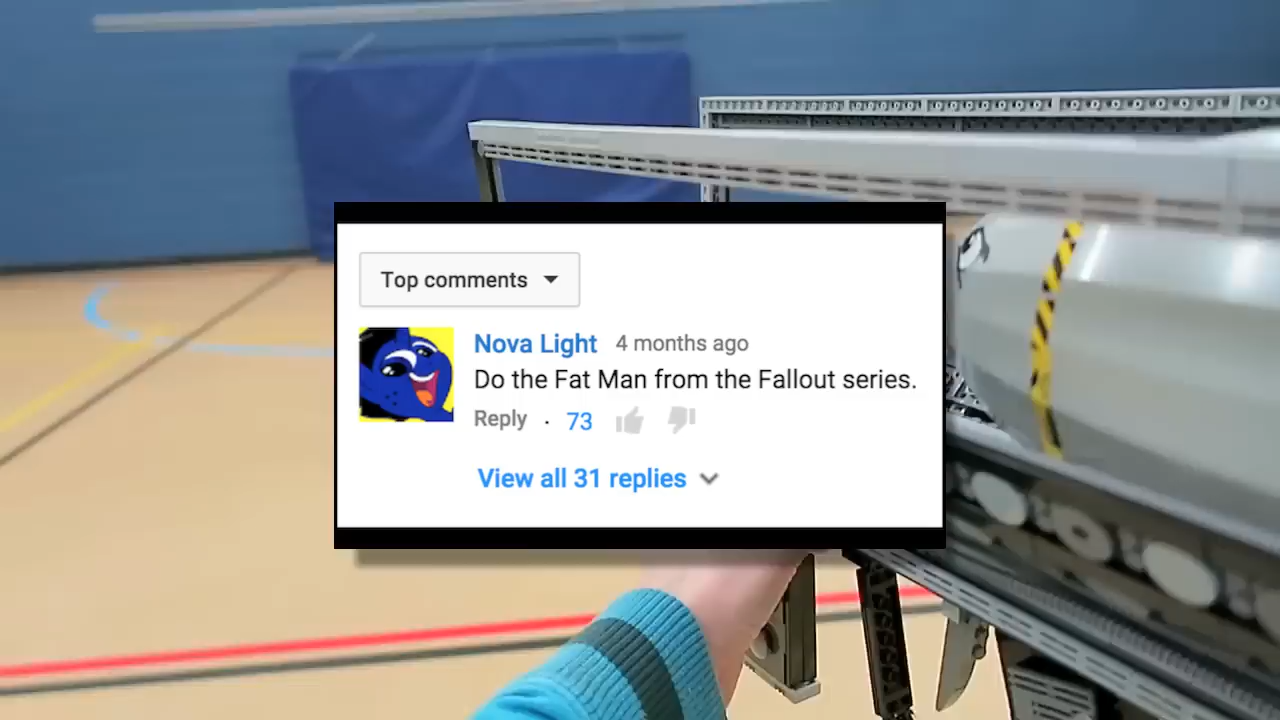 Top comments
Nova Light 4 months ago
Do the Fat Man from the Fallout series.
Reply · 73
View all 31 replies